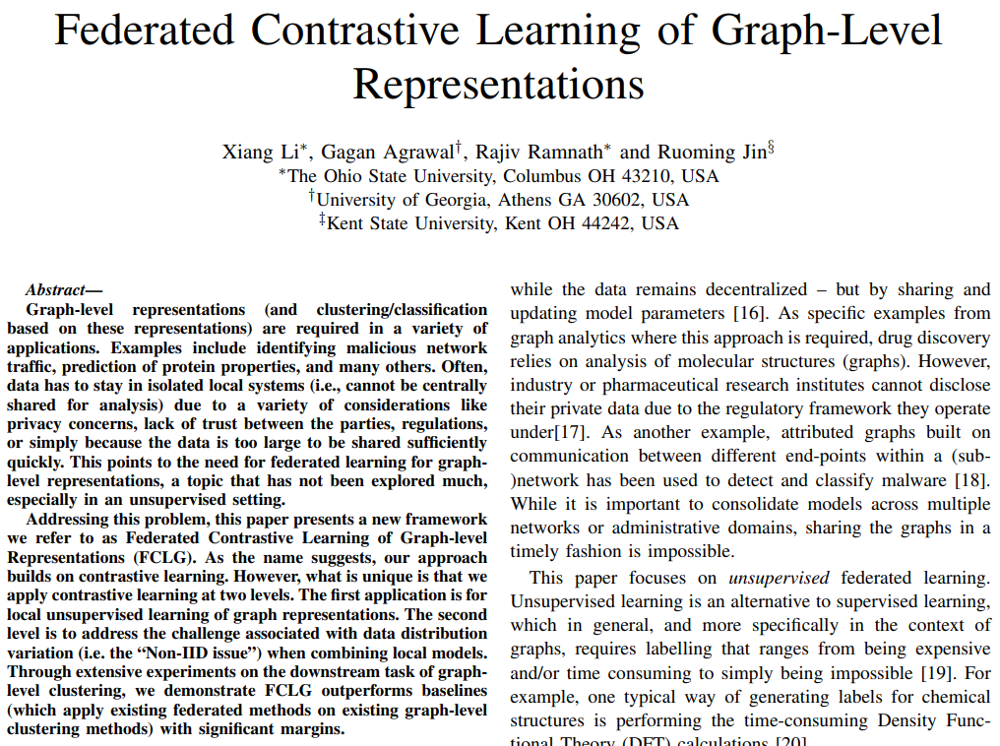 Federated Contrastive Learning of Graph-Level
Representations
Xiang Li*, Gagan Agrawal†, Rajiv Ramnath* and Ruoming Jin§
*The Ohio State University, Columbus OH 43210, USA
†University of Georgia, Athens GA 30602, USA
‡Kent State University, Kent OH 44242, USA
Abstract—
Graph-level representations (and clustering/classification
based on these representations) are required in a variety of
applications. Examples include identifying malicious network
traffic, prediction of protein properties, and many others. Often,
data has to stay in isolated local systems (i.e., cannot be centrally
shared for analysis) due to a variety of considerations like
privacy concerns, lack of trust between the parties, regulations,
or simply because the data is too large to be shared sufficiently
quickly. This points to the need for federated learning for graph-
level representations, a topic that has not been explored much,
especially in an unsupervised setting.
Addressing this problem, this paper presents a new framework
we refer to as Federated Contrastive Learning of Graph-level
Representations (FCLG). As the name suggests, our approach
builds on contrastive learning. However, what is unique is that we
apply contrastive learning at two levels. The first application is for
local unsupervised learning of graph representations. The second
level is to address the challenge associated with data distribution
variation (i.e. the “Non-IID issue”) when combining local models.
Through extensive experiments on the downstream task of graph-
level clustering, we demonstrate FCLG outperforms baselines
(which apply existing federated methods on existing graph-level
clustering methods) with significant margins.
while the data remains decentralized – but by sharing and
updating model parameters [16]. As specific examples from
graph analytics where this approach is required, drug discovery
relies on analysis of molecular structures (graphs). However,
industry or pharmaceutical research institutes cannot disclose
their private data due to the regulatory framework they operate
under[17]. As another example, attributed graphs built on
communication between different end-points within a (sub-
)network has been used to detect and classify malware [18].
While it is important to consolidate models across multiple
networks or administrative domains, sharing the graphs in a
timely fashion is impossible.
This paper focuses on unsupervised federated learning.
Unsupervised learning is an alternative to supervised learning,
which in general, and more specifically in the context of
graphs, requires labelling that ranges from being expensive
and/or time consuming to simply being impossible [19]. For
example, one typical way of generating labels for chemical
structures is performing the time-consuming Density Func-
tional Theory (DFT) calculations [20]